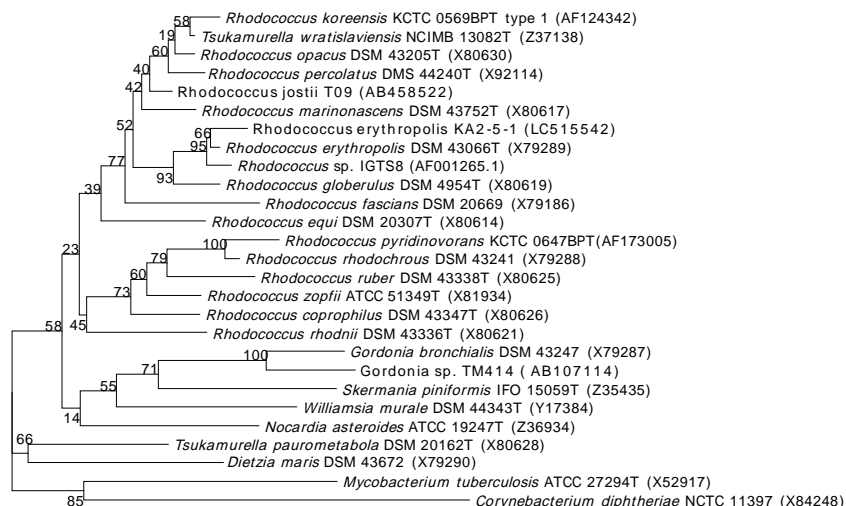 58 Rhodococcus koreensis KCTC 0569BPT type 1 (AF124342)
19 Tsukamurella wratislaviensis NCIMB 13082T (Z37138)
60 Rhodococcus opacus DSM 43205T (X80630)
40 Rhodococcus percolatus DMS 44240T (X92114)
42 Rhodococcus jostii T09 (AB458522)
Rhodococcus marinonascens DSM 43752T (X80617)
52 66 Rhodococcus erythropolis KA2-5-1 (LC515542)
95 Rhodococcus erythropolis DSM 43066T (X79289)
77 Rhodococcus sp. IGTS8 (AF001265.1)
93 Rhodococcus globerulus DSM 4954T (X80619)
39 Rhodococcus fascians DSM 20669 (X79186)
Rhodococcus equi DSM 20307T (X80614)
23 100 Rhodococcus pyridinovorans KCTC 0647BPT(AF173005)
79 Rhodococcus rhodochrous DSM 43241 (X79288)
60 Rhodococcus ruber DSM 43338T (X80625)
73 Rhodococcus zopfii ATCC 51349T (X81934)
Rhodococcus coprophilus DSM 43347T (X80626)
58 45 Rhodococcus rhodnii DSM 43336T (X80621)
100 Gordonia bronchialis DSM 43247 (X79287)
71 Gordonia sp. TM414 ( AB107114)
55 Skermania piniformis IFO 15059T (Z35435)
Williamsia murale DSM 44343T (Y17384)
14 Nocardia asteroides ATCC 19247T (Z36934)
66 Tsukamurella paurometabola DSM 20162T (X80628)
Dietzia maris DSM 43672 (X79290)
Mycobacterium tuberculosis ATCC 27294T (X52917)
85 Corynebacterium diphtheriae NCTC 11397 (X84248)